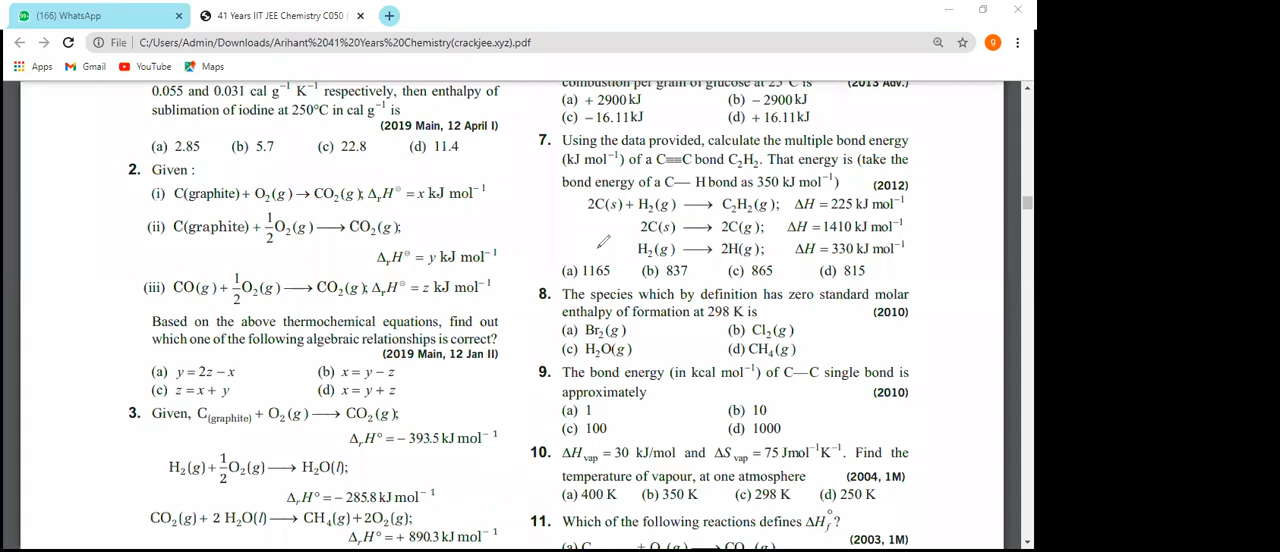 (166) WhatsApp
41 Years IIT JEE Chemistry C050
File | C:/Users/Admin/Downloads/Arihant%2041%20Years%20Chemistry(crackjee.xyz).pdf
g
Apps Gmail YouTube Maps
0.055 and 0.031 cal g⁻¹ K⁻¹ respectively, then enthalpy of
sublimation of iodine at 250°C in cal g⁻¹ is
(2019 Main, 12 April I)
(a) 2.85 (b) 5.7 (c) 22.8 (d) 11.4
2. Given :
(i) C(graphite) + O₂(g) → CO₂(g); ΔᵣH⊖ = x kJ mol⁻¹
(ii) C(graphite) + 1/2 O₂(g) ⟶ CO₂(g);
ΔᵣH⊖ = y kJ mol⁻¹
(iii) CO(g) + 1/2 O₂(g) ⟶ CO₂(g); ΔᵣH⊖ = z kJ mol⁻¹
Based on the above thermochemical equations, find out
which one of the following algebraic relationships is correct?
(2019 Main, 12 Jan II)
(a) y = 2z − x (b) x = y − z
(c) z = x + y (d) x = y + z
3. Given, C(graphite) + O₂(g) ⟶ CO₂(g);
ΔᵣH° = − 393.5 kJ mol⁻¹
H₂(g) + 1/2 O₂(g) ⟶ H₂O(l);
ΔᵣH° = − 285.8 kJ mol⁻¹
CO₂(g) + 2 H₂O(l) ⟶ CH₄(g) + 2O₂(g);
ΔᵣH° = + 890.3 kJ mol⁻¹
combustion per gram of glucose at 25°C is (2013 Adv.)
(a) + 2900 kJ (b) − 2900 kJ
(c) − 16.11 kJ (d) + 16.11 kJ
7. Using the data provided, calculate the multiple bond energy
(kJ mol⁻¹) of a C≡C bond C₂H₂. That energy is (take the
bond energy of a C— H bond as 350 kJ mol⁻¹) (2012)
2C(s) + H₂(g) ⟶ C₂H₂(g); ΔH = 225 kJ mol⁻¹
2C(s) ⟶ 2C(g); ΔH = 1410 kJ mol⁻¹
H₂(g) ⟶ 2H(g); ΔH = 330 kJ mol⁻¹
(a) 1165 (b) 837 (c) 865 (d) 815
8. The species which by definition has zero standard molar
enthalpy of formation at 298 K is (2010)
(a) Br₂(g) (b) Cl₂(g)
(c) H₂O(g) (d) CH₄(g)
9. The bond energy (in kcal mol⁻¹) of C—C single bond is
approximately (2010)
(a) 1 (b) 10
(c) 100 (d) 1000
10. ΔHvap = 30 kJ/mol and ΔSvap = 75 Jmol⁻¹K⁻¹. Find the
temperature of vapour, at one atmosphere (2004, 1M)
(a) 400 K (b) 350 K (c) 298 K (d) 250 K
11. Which of the following reactions defines ΔH°f?
(2003, 1M)